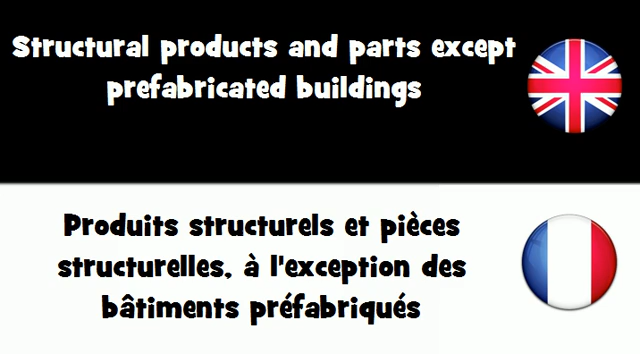 Structural products and parts except
prefabricated buildings
Produits structurels et pièces
structurelles, à l'exception des
bâtiments préfabriqués